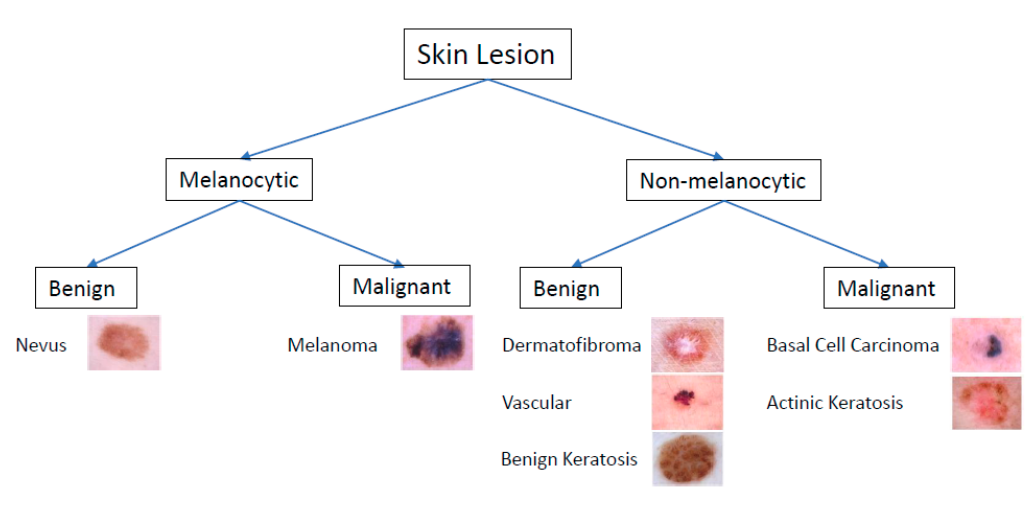 Skin Lesion
Melanocytic
Non-melanocytic
Benign
Malignant
Benign
Malignant
Nevus
Melanoma
Dermatofibroma
Basal Cell Carcinoma
Vascular
Actinic Keratosis
Benign Keratosis